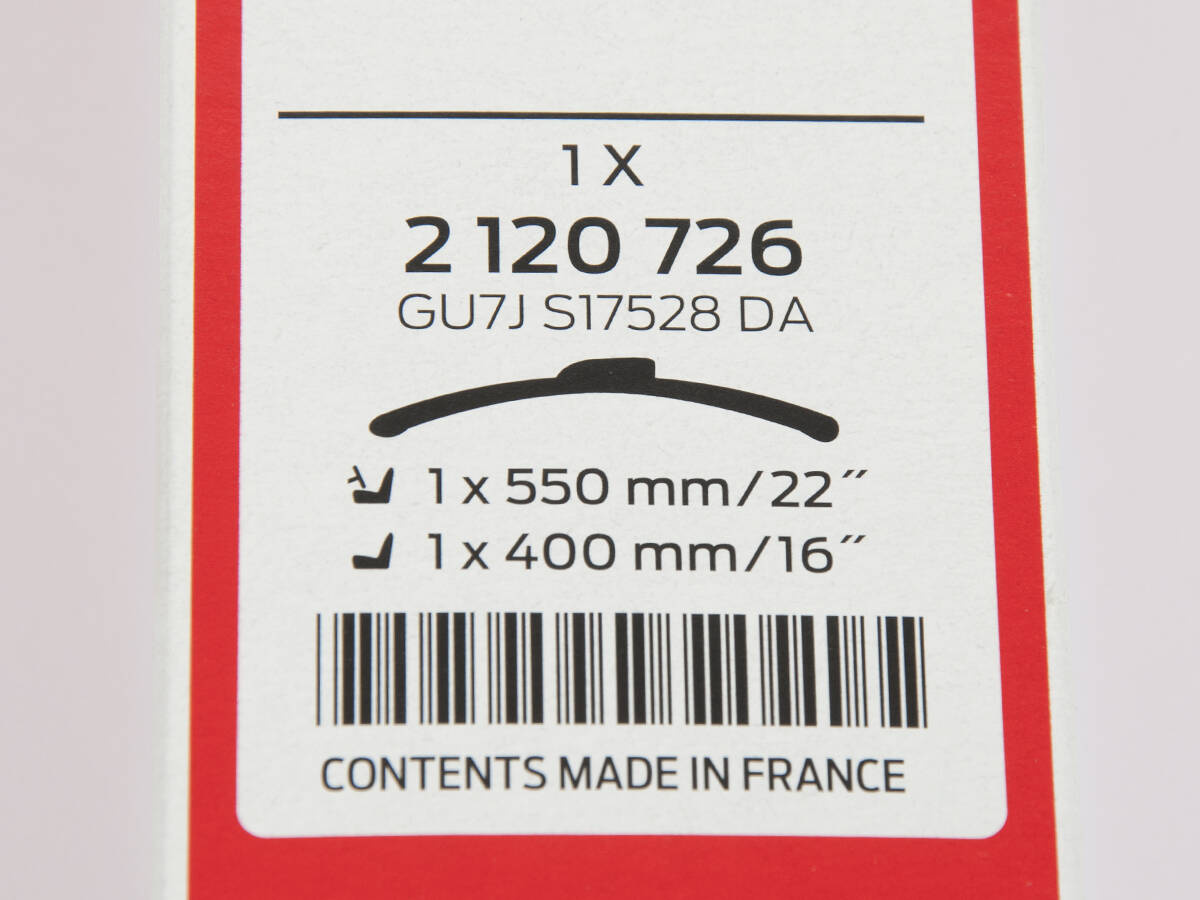 1 X
2 120 726
GU7J S17528 DA
1 x 550 mm/22″
1 x 400 mm/16″
CONTENTS MADE IN FRANCE